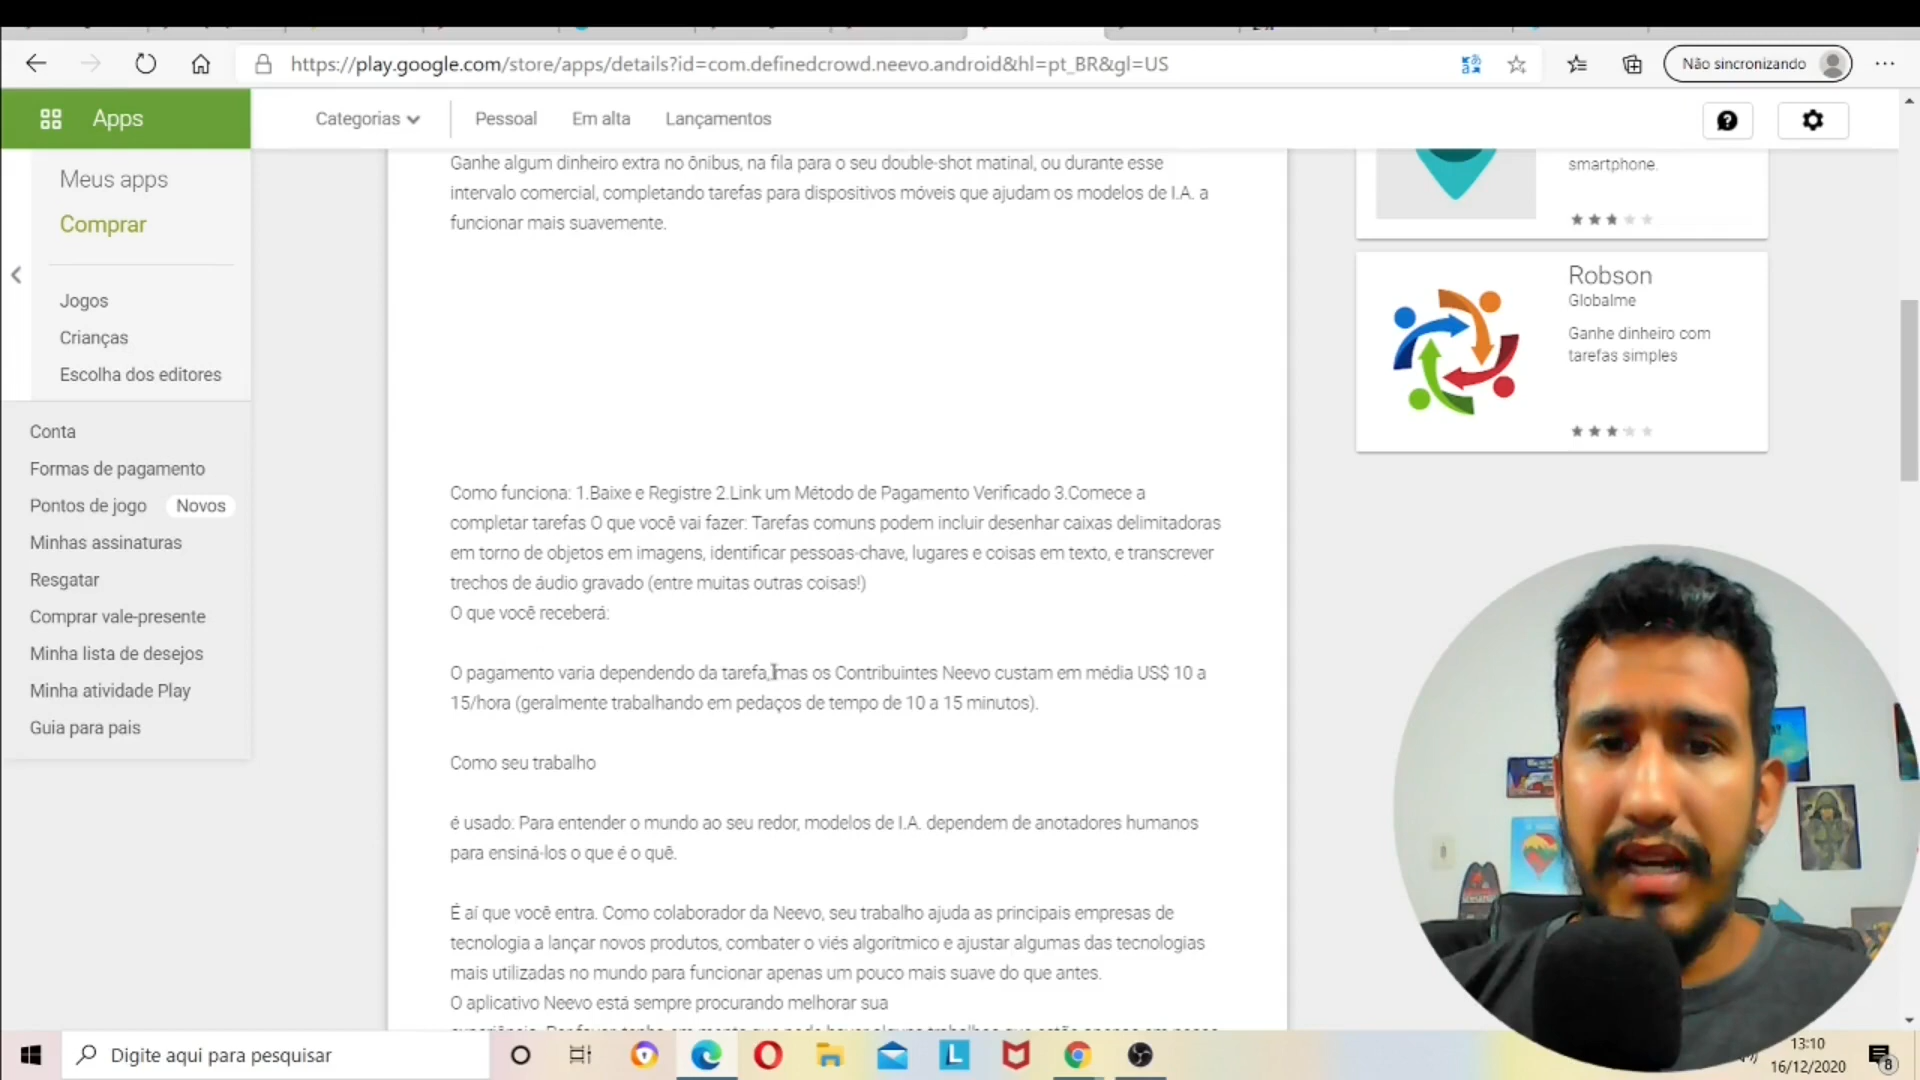 https://play.google.com/store/apps/details?id=com.definedcrowd.neevo.android&hl=pt_BR&gl=US
Não sincronizando
Apps
Categorias
Pessoal
Em alta
Lançamentos
Meus apps
Comprar
Jogos
Crianças
Escolha dos editores
Conta
Formas de pagamento
Pontos de jogo Novos
Minhas assinaturas
Resgatar
Comprar vale-presente
Minha lista de desejos
Minha atividade Play
Guia para pais
Ganhe algum dinheiro extra no ônibus, na fila para o seu double-shot matinal, ou durante esse
intervalo comercial, completando tarefas para dispositivos móveis que ajudam os modelos de I.A. a
funcionar mais suavemente.
Como funciona: 1.Baixe e Registre 2.Link um Método de Pagamento Verificado 3.Comece a
completar tarefas O que você vai fazer: Tarefas comuns podem incluir desenhar caixas delimitadoras
em torno de objetos em imagens, identificar pessoas-chave, lugares e coisas em texto, e transcrever
trechos de áudio gravado (entre muitas outras coisas!)
O que você receberá:
O pagamento varia dependendo da tarefa, mas os Contribuintes Neevo custam em média US$ 10 a
15/hora (geralmente trabalhando em pedaços de tempo de 10 a 15 minutos).
Como seu trabalho
é usado: Para entender o mundo ao seu redor, modelos de I.A. dependem de anotadores humanos
para ensiná-los o que é o quê.
É aí que você entra. Como colaborador da Neevo, seu trabalho ajuda as principais empresas de
tecnologia a lançar novos produtos, combater o viés algorítmico e ajustar algumas das tecnologias
mais utilizadas no mundo para funcionar apenas um pouco mais suave do que antes.
O aplicativo Neevo está sempre procurando melhorar sua
smartphone.
Robson
Globalme
Ganhe dinheiro com
tarefas simples
Digite aqui para pesquisar
L
13:10
16/12/2020
8